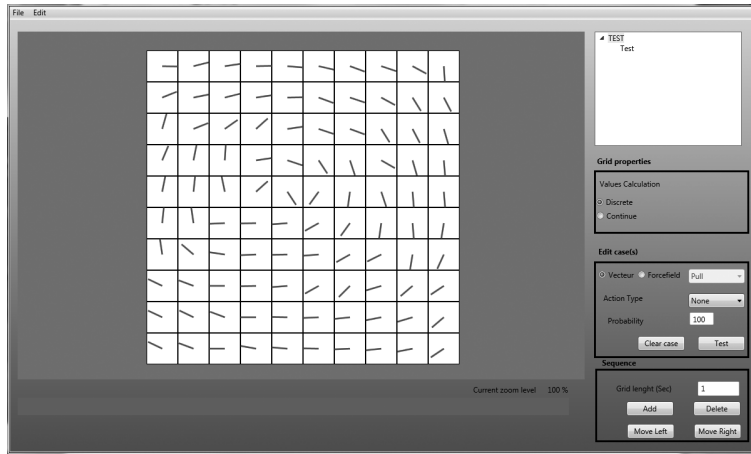 File Edit
TEST
Test
Grid properties
Values Calculation
Discrete
Continue
Edit case(s)
Vecteur Forcefield Pull
Action Type None
Probability 100
Clear case Test
Sequence
Grid lenght (Sec) 1
Add Delete
Move Left Move Right
Current zoom level 100 %